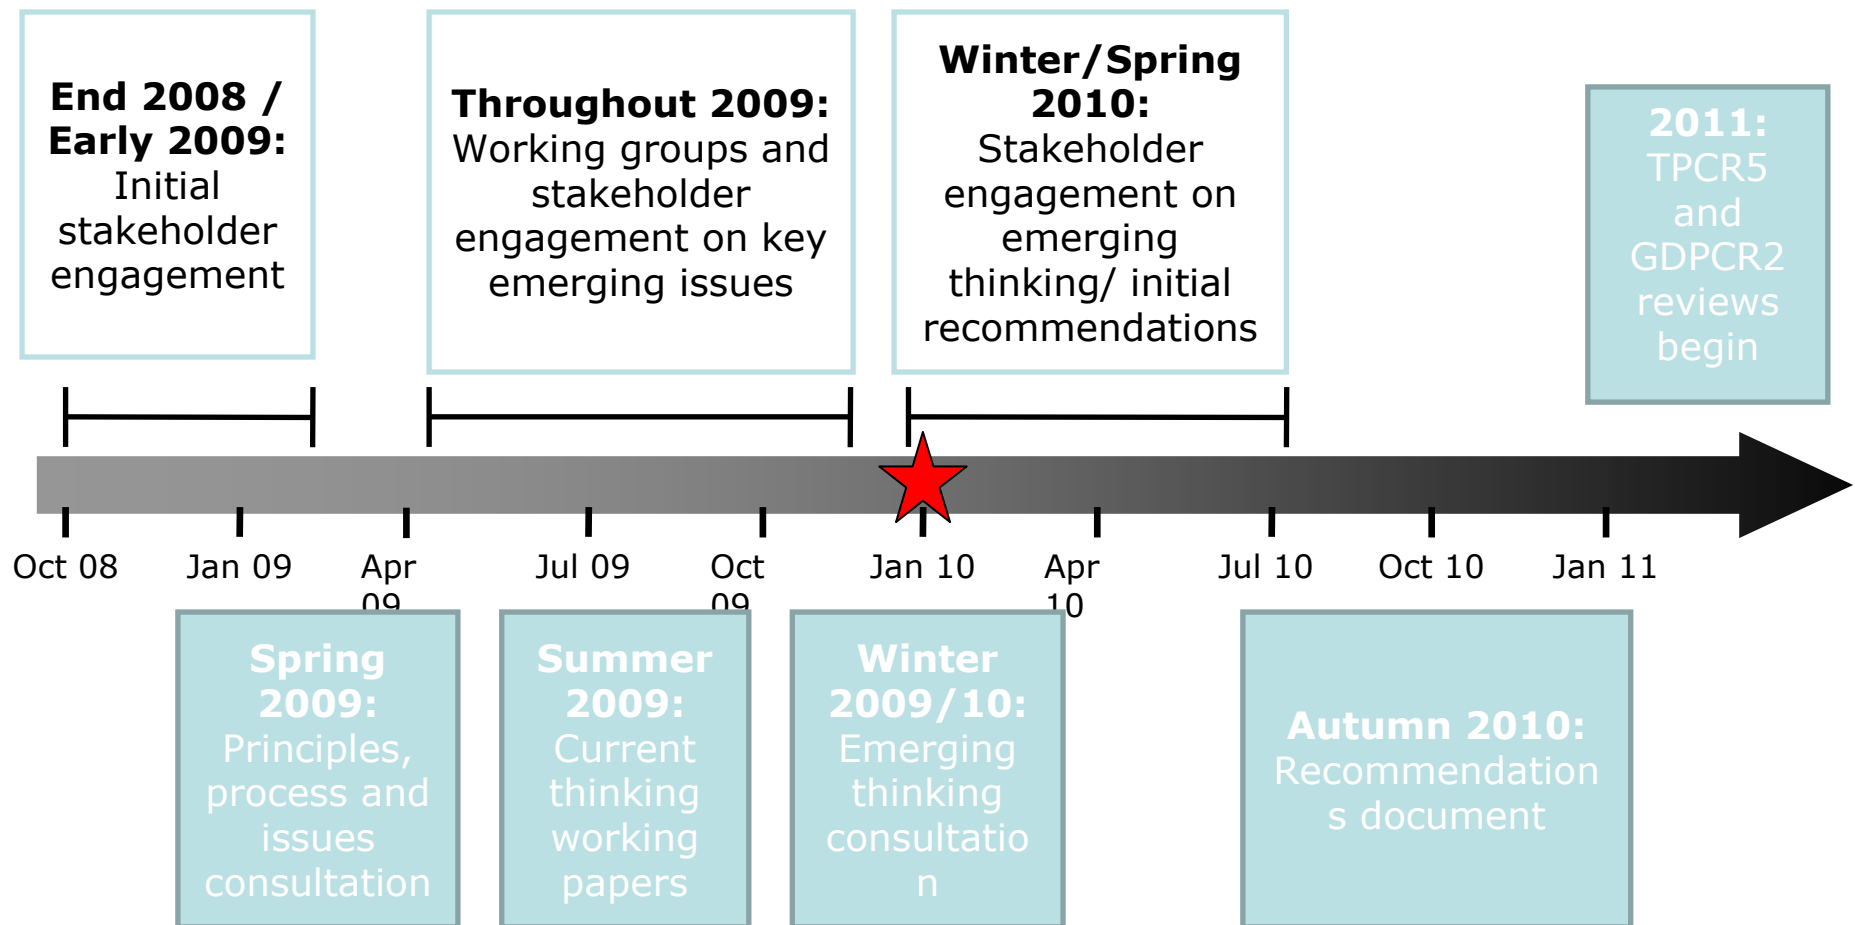 End 2008 /
Early 2009:
Initial
stakeholder
engagement
Throughout 2009:
Working groups and
stakeholder
engagement on key
emerging issues
Winter/Spring
2010:
Stakeholder
engagement on
emerging
thinking/ initial
recommendations
2011:
TPCR5
and
GDPCR2
reviews
begin
Oct 08
Jan 09
Apr
09
Jul 09
Oct
09
Jan 10
Apr
10
Jul 10
Oct 10
Jan 11
Spring
2009:
Principles,
process and
issues
consultation
Summer
2009:
Current
thinking
working
papers
Winter
2009/10:
Emerging
thinking
consultatio
n
Autumn 2010:
Recommendation
s document